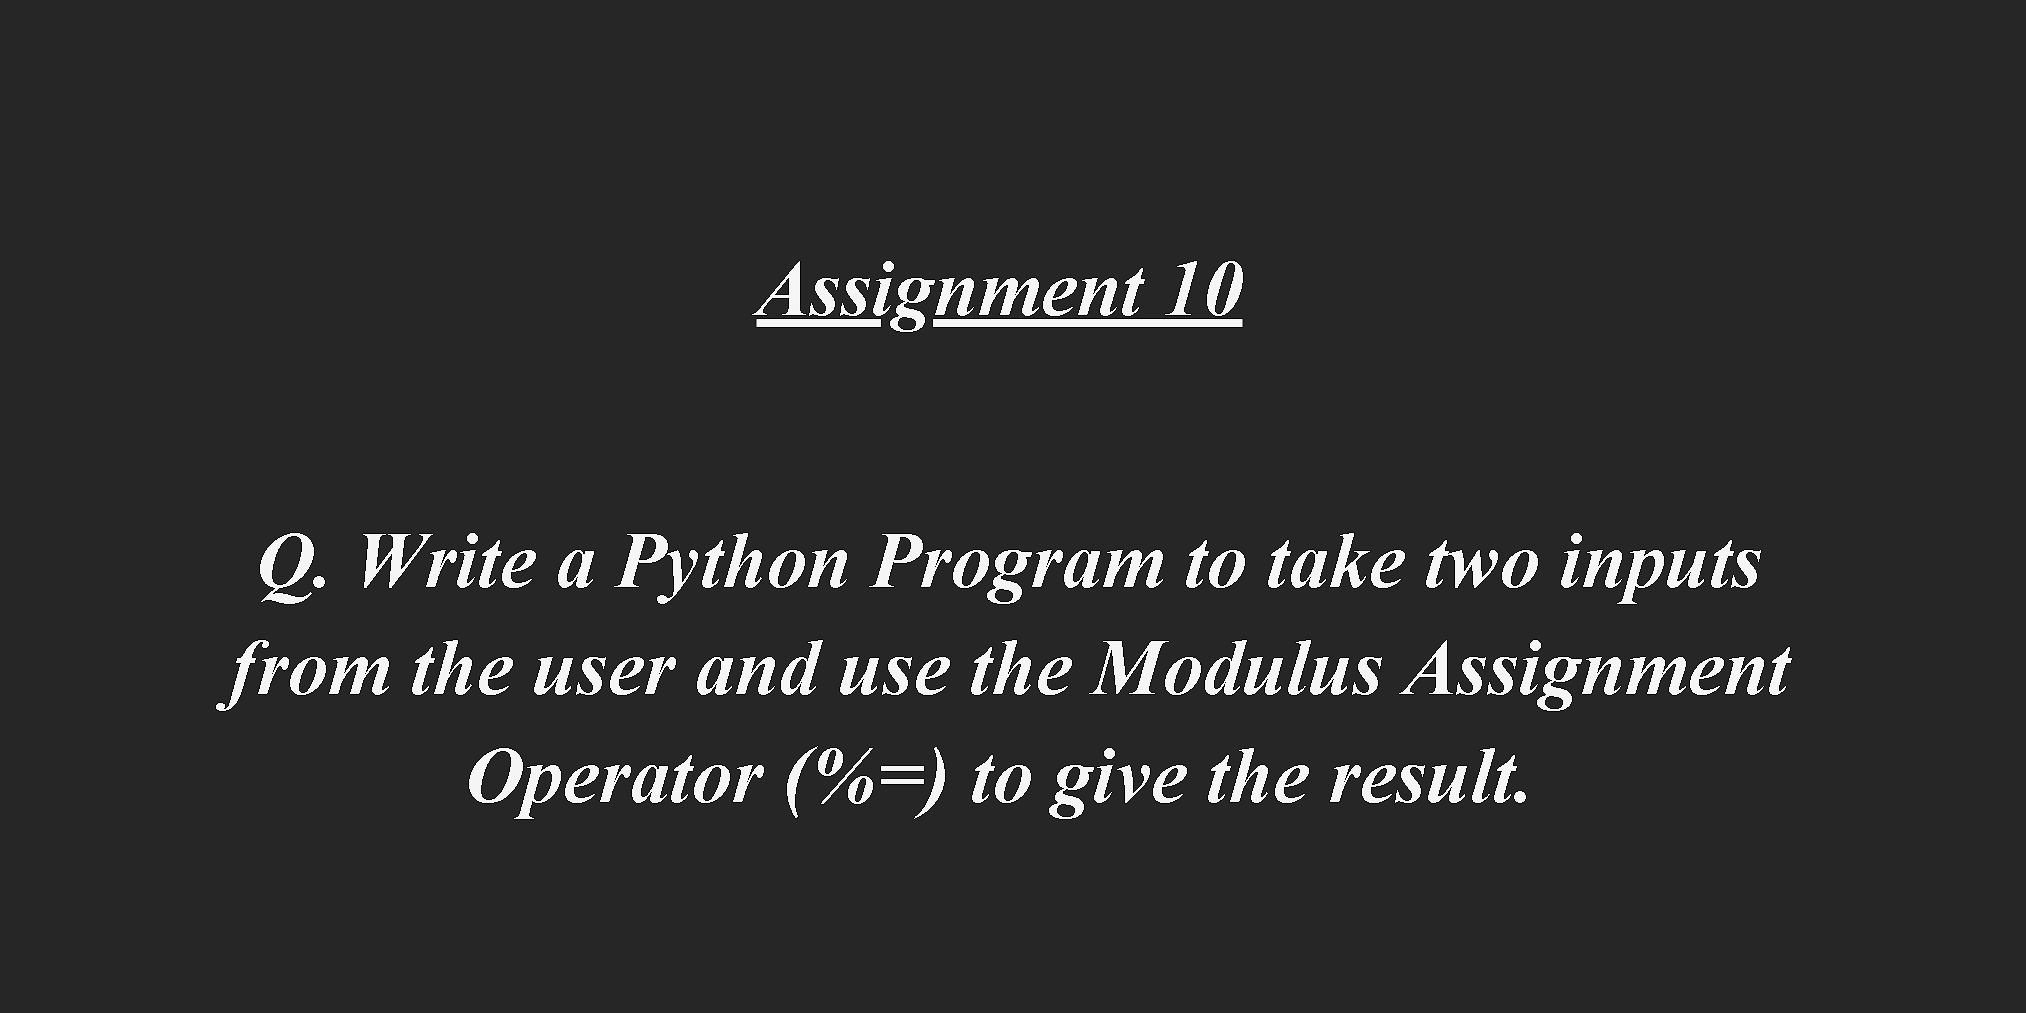 Assignment 10
Q. Write a Python Program to take two inputs
from the user and use the Modulus Assignment
Operator (%=) to give the result.